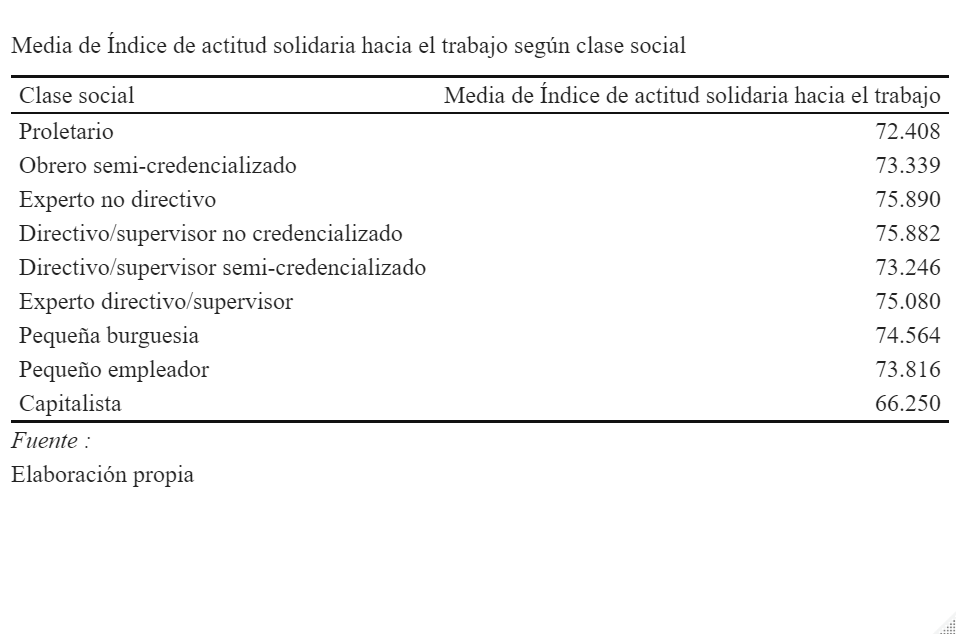 Media de Índice de actitud solidaria hacia el trabajo según clase social
Clase social Media de Índice de actitud solidaria hacia el trabajo
Proletario 72.408
Obrero semi-credencializado 73.339
Experto no directivo 75.890
Directivo/supervisor no credencializado 75.882
Directivo/supervisor semi-credencializado 73.246
Experto directivo/supervisor 75.080
Pequeña burguesia 74.564
Pequeño empleador 73.816
Capitalista 66.250
Fuente :
Elaboración propia